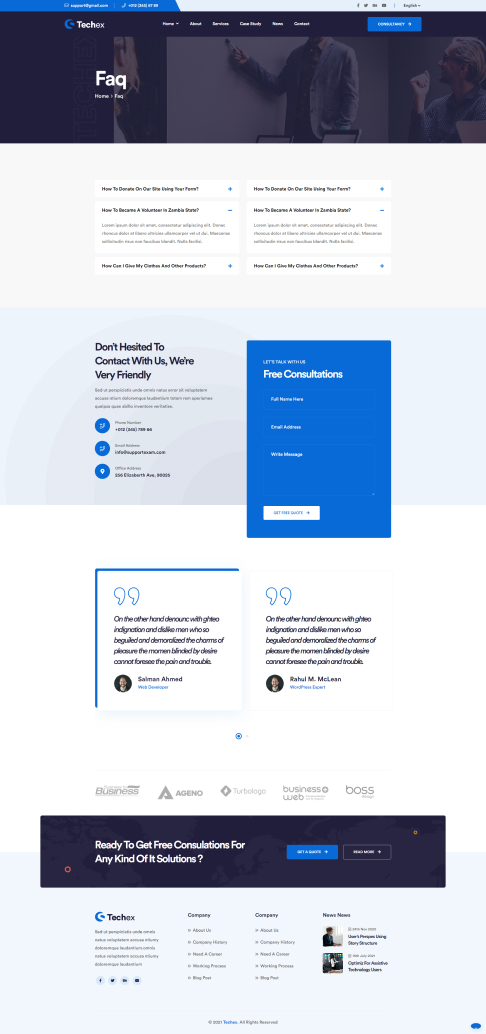 support@gmail.com +012 (345) 67 89 English
Techex Home About Services Case Study News Contact CONSULTANCY
Faq
Home > Faq
How To Donate On Our Site Using Your Form?
How To Became A Volunteer In Zambia State?
Lorem ipsum dolor sit amet, consectetur adipiscing elit. Donec
rhoncus dolor et libero ultricies ullamcorper vel ut dui. Maecenas
sollicitudin risus non faucibus blandit. Nulla facilisi.
How Can I Give My Clothes And Other Products?
How To Donate On Our Site Using Your Form?
How To Became A Volunteer In Zambia State?
Lorem ipsum dolor sit amet, consectetur adipiscing elit. Donec
rhoncus dolor et libero ultricies ullamcorper vel ut dui. Maecenas
sollicitudin risus non faucibus blandit. Nulla facilisi.
How Can I Give My Clothes And Other Products?
Don't Hesited To
Contact With Us, We're
Very Friendly
Sed ut perspiciatis unde omnis natus error sit voluptatem
accusa ntium doloremque laudantium totam rem aperiames
quaique quae abillo inventore veritatis.
Phone Number
+012 (345) 789 86
Email Address
info@supportexam.com
Office Address
256 Elizaberth Ave, 90025
LET'S TALK WITH US
Free Consultations
Full Name Here
Email Address
Write Message
GET FREE QUOTE
On the other hand denounc with ghteo
indignation and dislike men who so
beguiled and demoralized the charms of
pleasure the momen blinded by desire
cannot foresee the pain and trouble.
Salman Ahmed
Web Developer
On the other hand denounc with ghteo
indignation and dislike men who so
beguiled and demoralized the charms of
pleasure the momen blinded by desire
cannot foresee the pain and trouble.
Rahul M. McLean
WordPress Expert
Business AGENO Turbologo business web boss
Ready To Get Free Consulations For
Any Kind Of It Solutions ?
GET A QUOTE READ MORE
Techex
Sed ut perspiciatis unde omnis
natus voluptatem accusa ntiumy
doloremque laudantium omnis
natus voluptatem accusa ntiumy
doloremque laudantium
Company
About Us
Company History
Need A Career
Working Process
Blog Post
Company
About Us
Company History
Need A Career
Working Process
Blog Post
News News
24th Nov 2020
User's Perspes Using
Story Structure
10th July 2021
Optimiz For Assistive
Technology Users
© 2021 Techex. All Rights Reserved